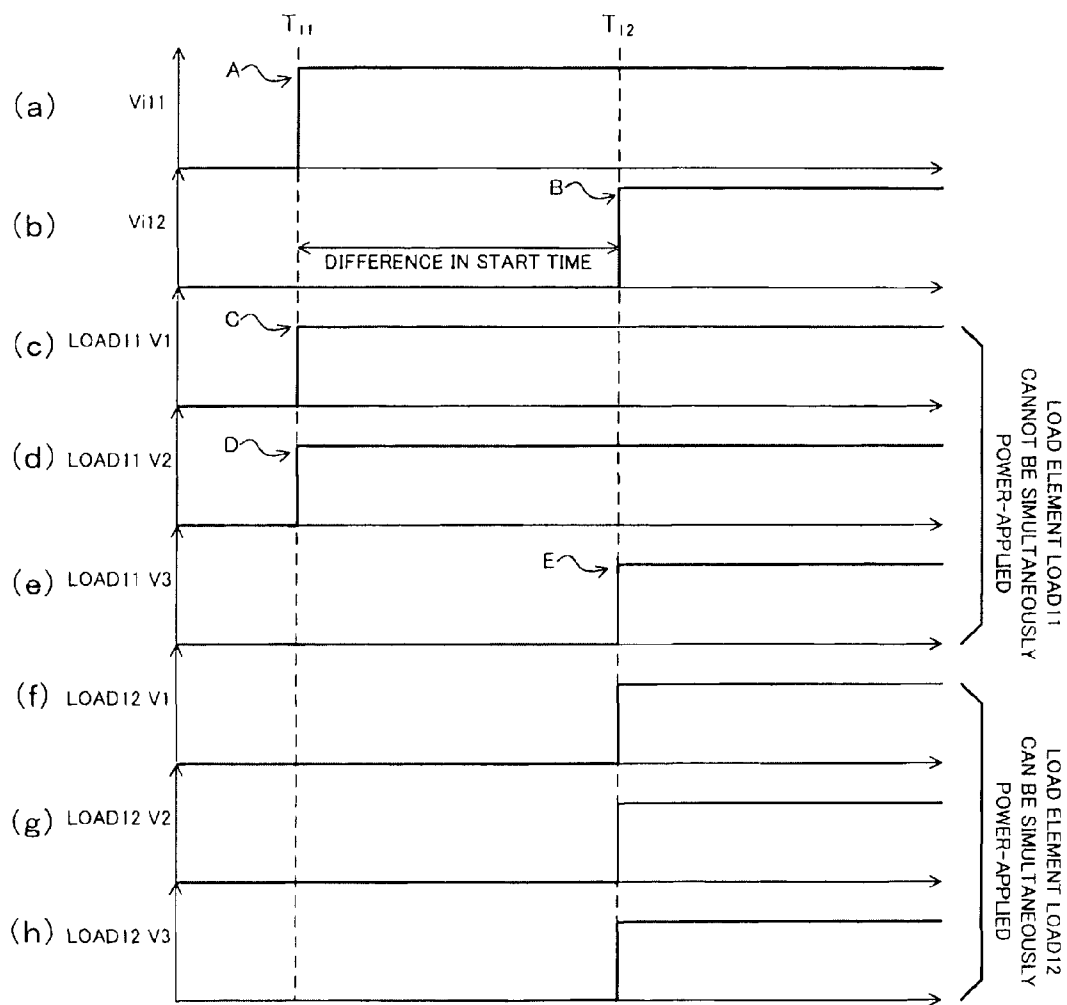 T11 T12
(a) Vi11 A
(b) Vi12 B
DIFFERENCE IN START TIME
(c) LOAD11 V1 C
(d) LOAD11 V2 D
(e) LOAD11 V3 E
LOAD ELEMENT LOAD11
CANNOT BE SIMULTANEOUSLY
POWER-APPLIED
(f) LOAD12 V1
(g) LOAD12 V2
(h) LOAD12 V3
LOAD ELEMENT LOAD12
CAN BE SIMULTANEOUSLY
POWER-APPLIED